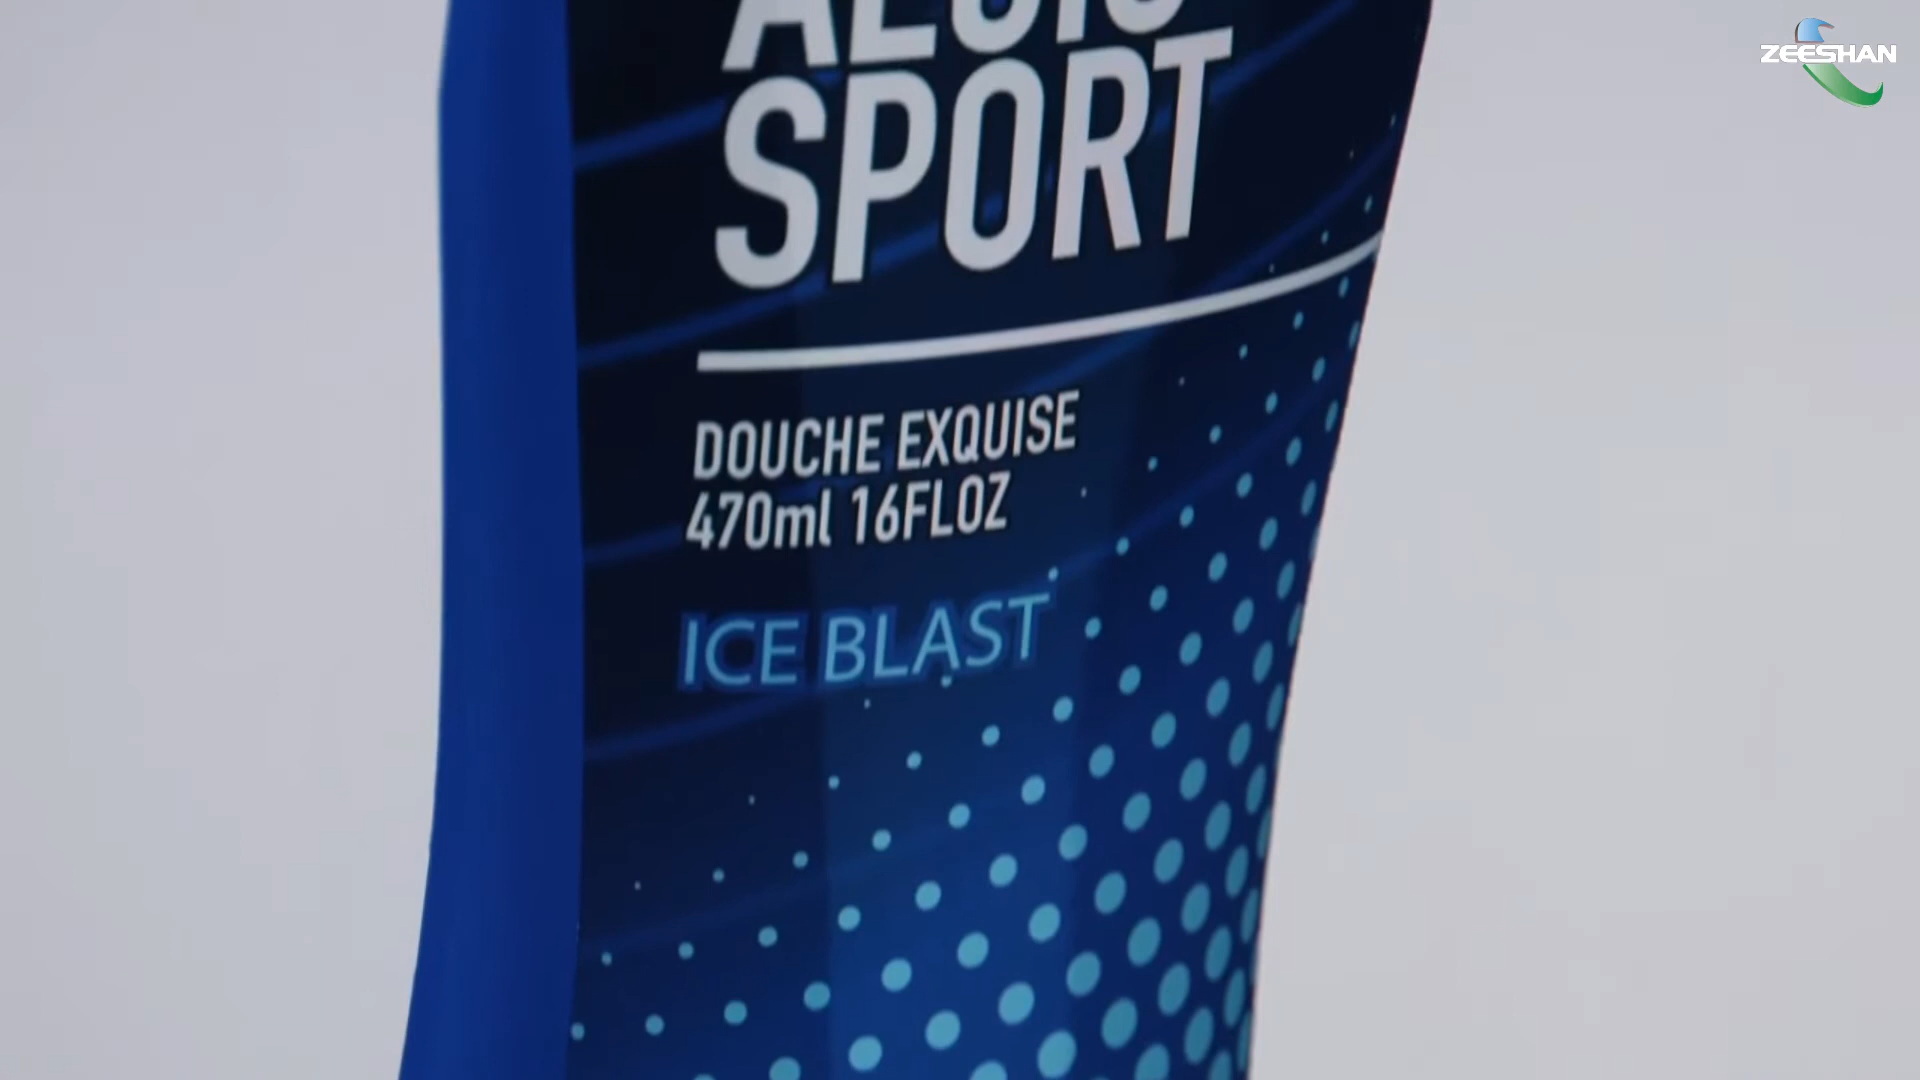 ZEESHAN
SPORT
DOUCHE EXQUISE
470ml 16FLOZ
ICE BLAST